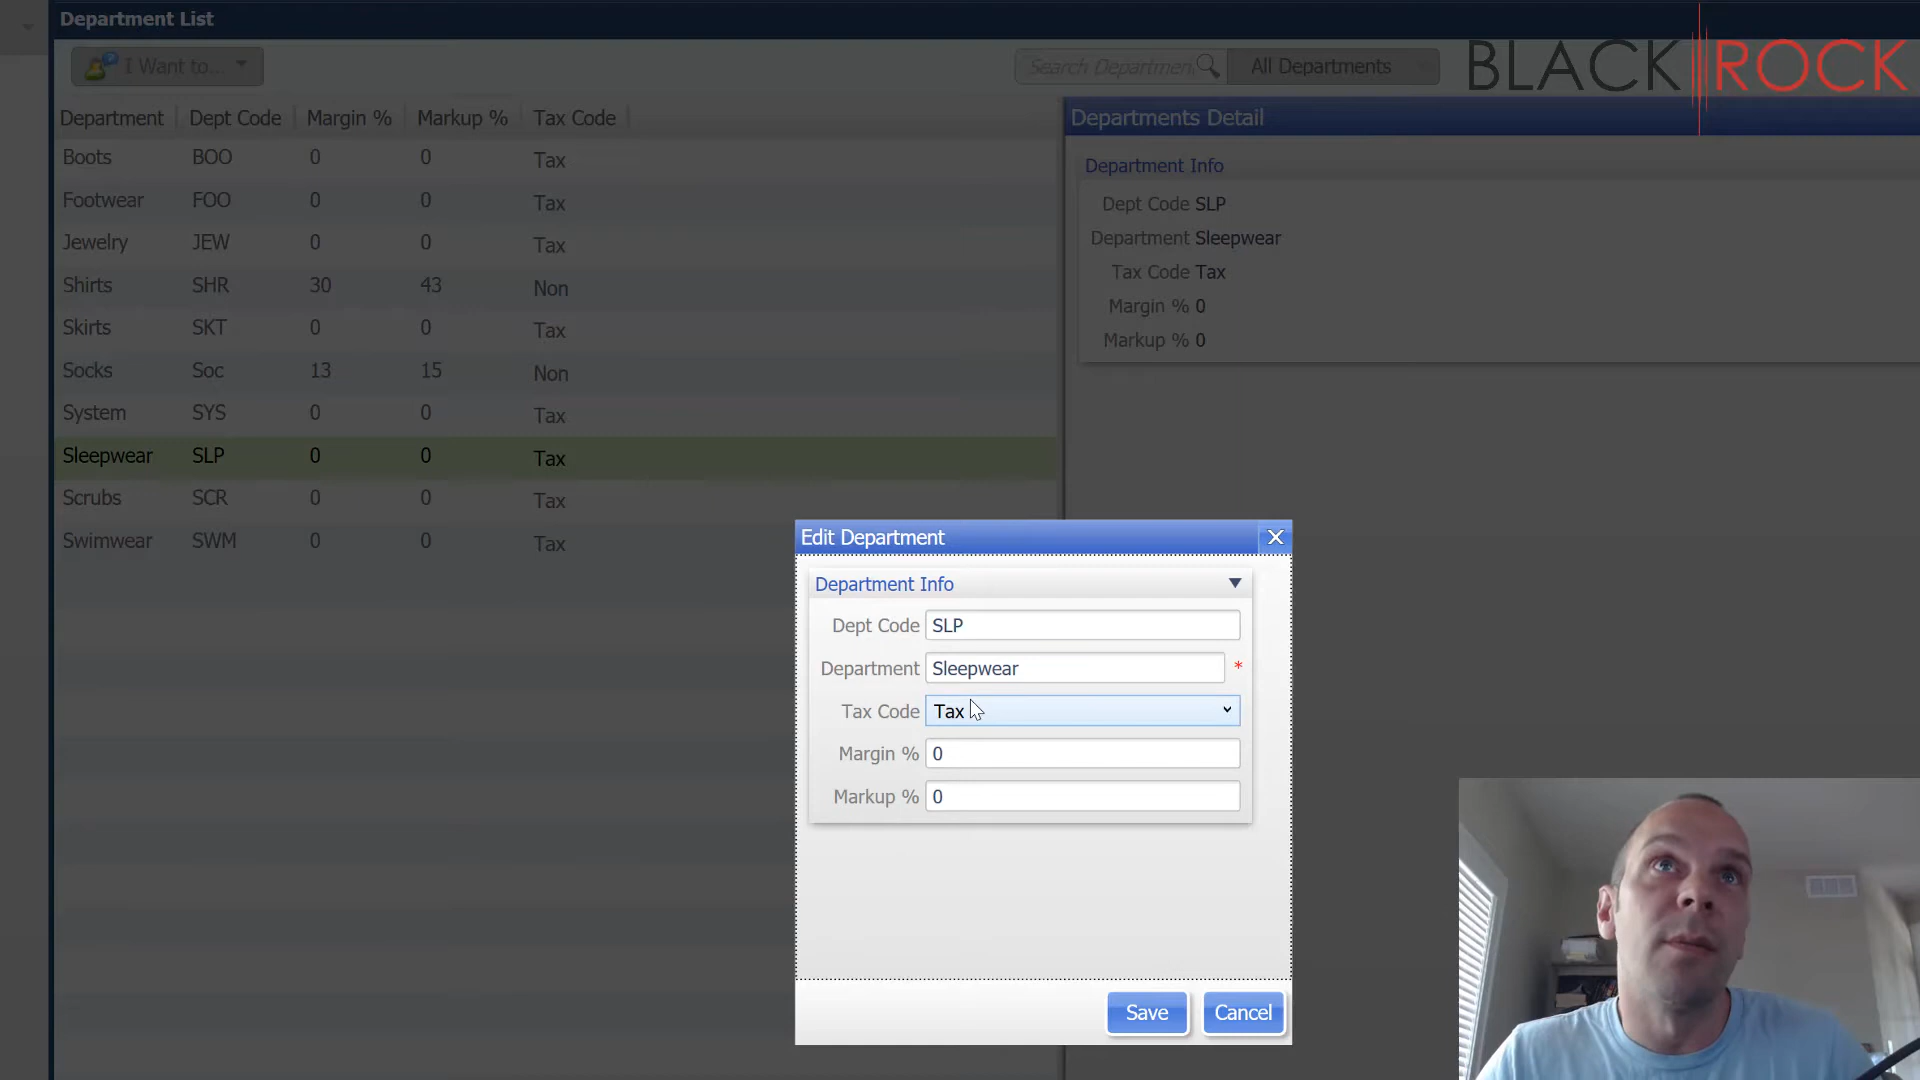 Department List
I Want to...
Search Departmen.
All Departments
BLACK ROCK
Department Dept Code Margin % Markup % Tax Code
Boots BOO 0 0 Tax
Footwear FOO 0 0 Tax
Jewelry JEW 0 0 Tax
Shirts SHR 30 43 Non
Skirts SKT 0 0 Tax
Socks Soc 13 15 Non
System SYS 0 0 Tax
Sleepwear SLP 0 0 Tax
Scrubs SCR 0 0 Tax
Swimwear SWM 0 0 Tax
Departments Detail
Department Info
Dept Code SLP
Department Sleepwear
Tax Code Tax
Margin % 0
Markup % 0
Edit Department
Department Info
Dept Code SLP
Department Sleepwear *
Tax Code Tax
Margin % 0
Markup % 0
Save Cancel